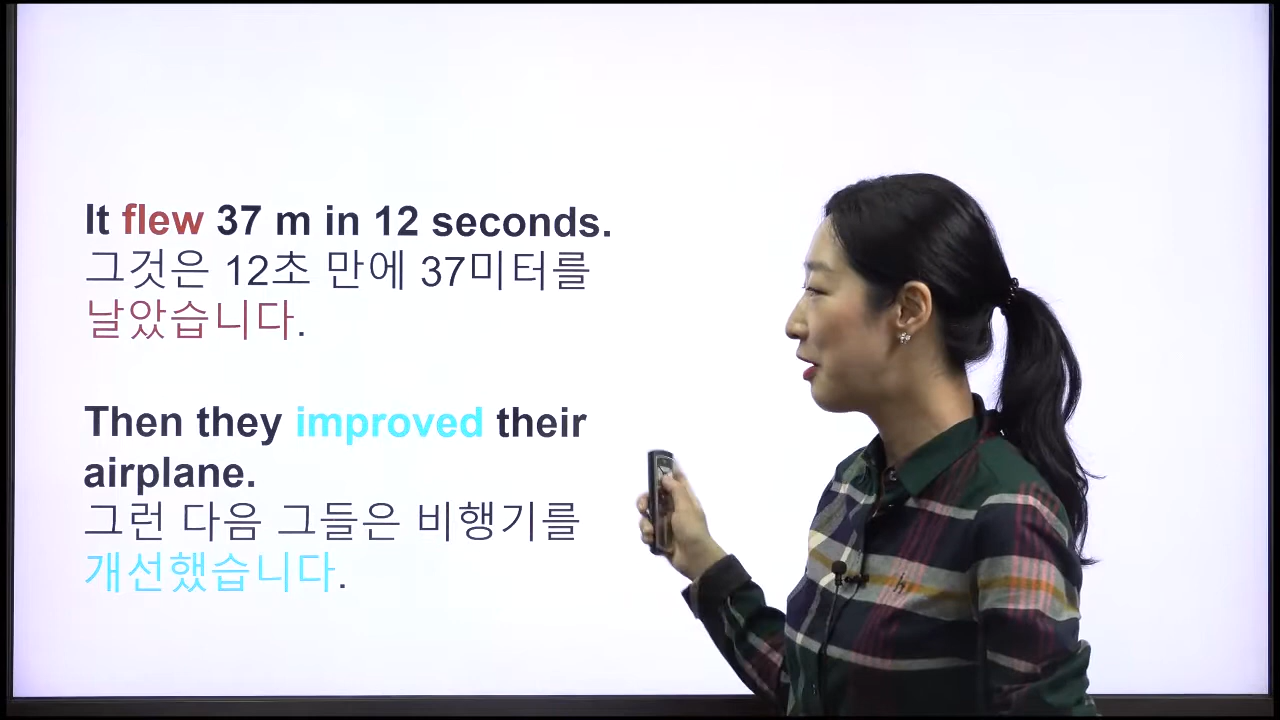 It flew 37 m in 12 seconds.
그것은 12초 만에 37미터를
날았습니다.
Then they improved their
airplane.
그런 다음 그들은 비행기를
개선했습니다.